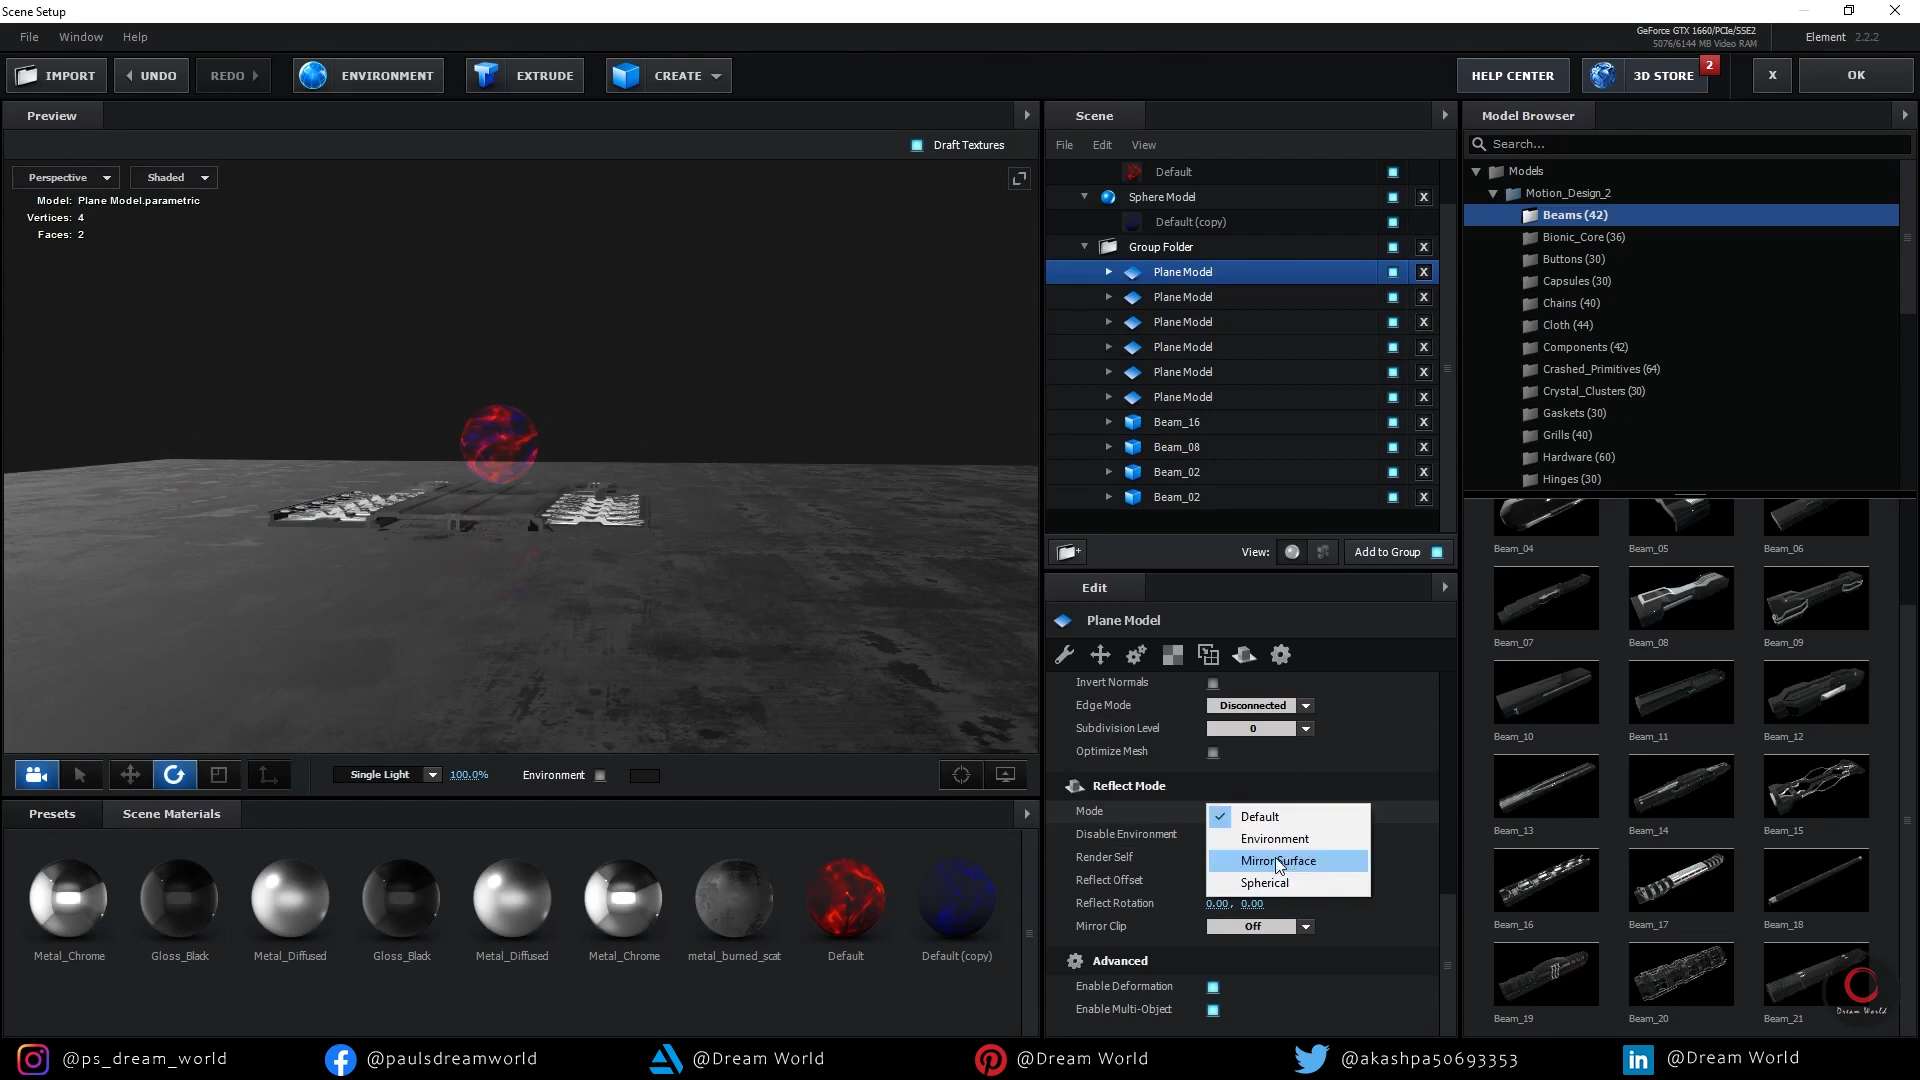 Scene Setup
File Window Help
GeForce GTX 1660/PCIe/SSE2
5076/6144 MB Video RAM
Element 2.2.2
IMPORT UNDO REDO ENVIRONMENT EXTRUDE CREATE HELP CENTER 3D STORE 2 X OK
Preview
Draft Textures
Perspective Shaded
Model: Plane Model.parametric
Vertices: 4
Faces: 2
Single Light 100.0% Environment
Presets Scene Materials
Metal_Chrome Gloss_Black Metal_Diffused Gloss_Black Metal_Diffused Metal_Chrome metal_burned_scat Default Default (copy)
Scene
File Edit View
Default
Sphere Model X
Default (copy)
Group Folder X
Plane Model X
Plane Model X
Plane Model X
Plane Model X
Plane Model X
Plane Model X
Beam_16 X
Beam_08 X
Beam_02 X
Beam_02 X
View: Add to Group
Edit
Plane Model
Invert Normals
Edge Mode Disconnected
Subdivision Level 0
Optimize Mesh
Reflect Mode
Mode
Default
Environment
Mirror Surface
Spherical
Disable Environment
Render Self
Reflect Offset
Reflect Rotation 0.00, 0.00
Mirror Clip Off
Advanced
Enable Deformation
Enable Multi-Object
Model Browser
Search...
Models
Motion_Design_2
Beams (42)
Bionic_Core (36)
Buttons (30)
Capsules (30)
Chains (40)
Cloth (44)
Components (42)
Crashed_Primitives (64)
Crystal_Clusters (30)
Gaskets (30)
Grills (40)
Hardware (60)
Hinges (30)
Beam_04 Beam_05 Beam_06
Beam_07 Beam_08 Beam_09
Beam_10 Beam_11 Beam_12
Beam_13 Beam_14 Beam_15
Beam_16 Beam_17 Beam_18
Beam_19 Beam_20 Beam_21
Dream World
@ps_dream_world @paulsdreamworld @Dream World @Dream World @akashpa50693353 @Dream World